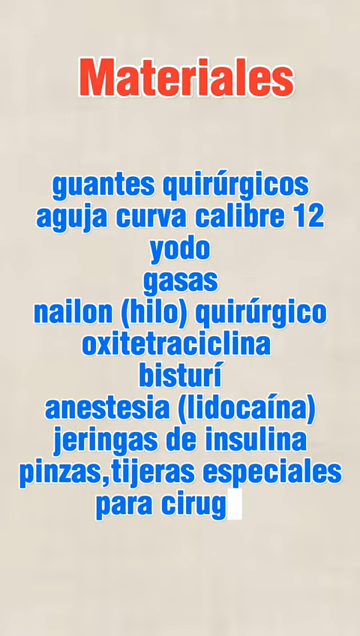 Materiales
guantes quirúrgicos
aguja curva calibre 12
yodo
gasas
nailon (hilo) quirúrgico
oxitetraciclina
bisturí
anestesia (lidocaína)
jeringas de insulina
pinzas,tijeras especiales
para cirug